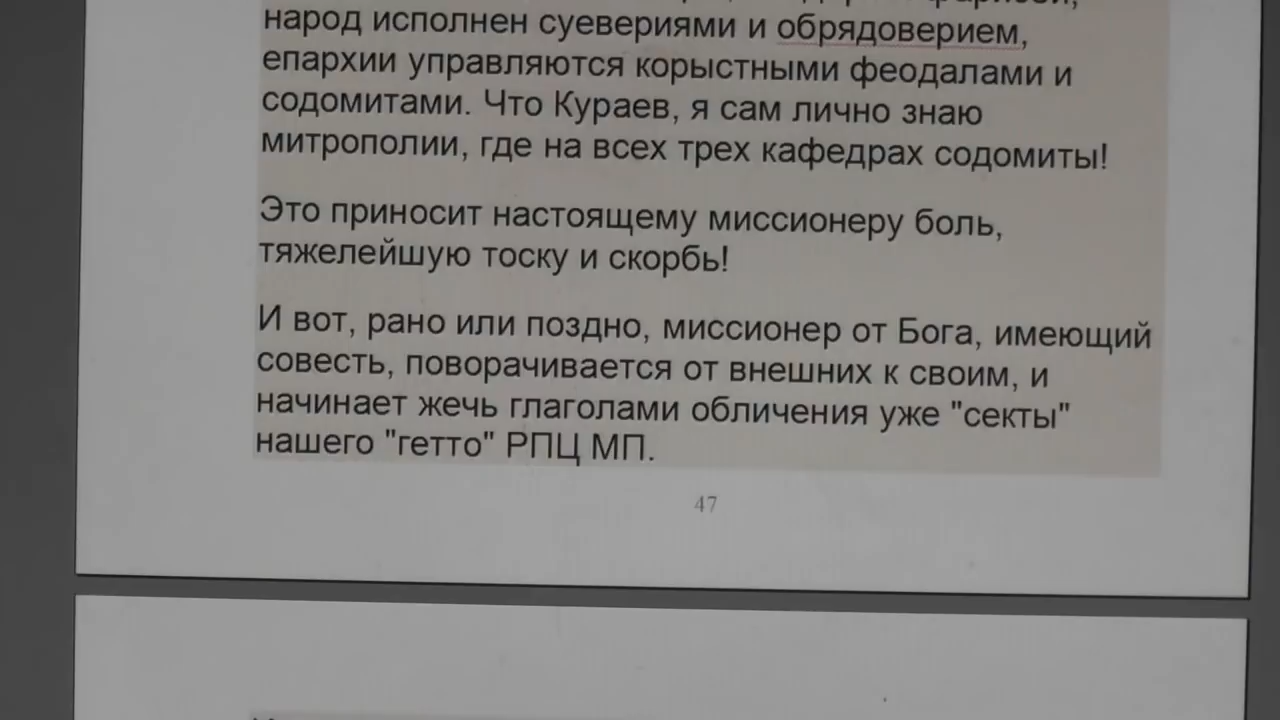 народ исполнен суевериями и обрядоверием,
епархии управляются корыстными феодалами и
содомитами. Что Кураев, я сам лично знаю
митрополии, где на всех трех кафедрах содомиты!
Это приносит настоящему миссионеру боль,
тяжелейшую тоску и скорбь!
И вот, рано или поздно, миссионер от Бога, имеющий
совесть, поворачивается от внешних к своим, и
начинает жечь глаголами обличения уже "секты"
нашего "гетто" РПЦ МП.
47